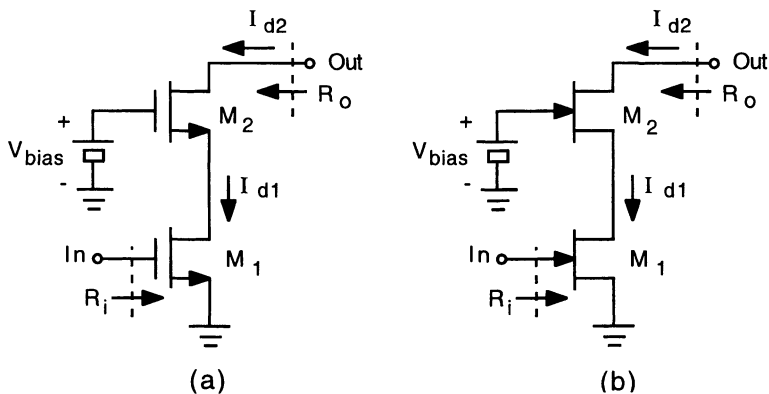 I d2
Out
R o
+
M 2
V bias
-
I d1
In
M 1
R i
(a)
I d2
Out
R o
+
M 2
V bias
-
I d1
In
M 1
R i
(b)